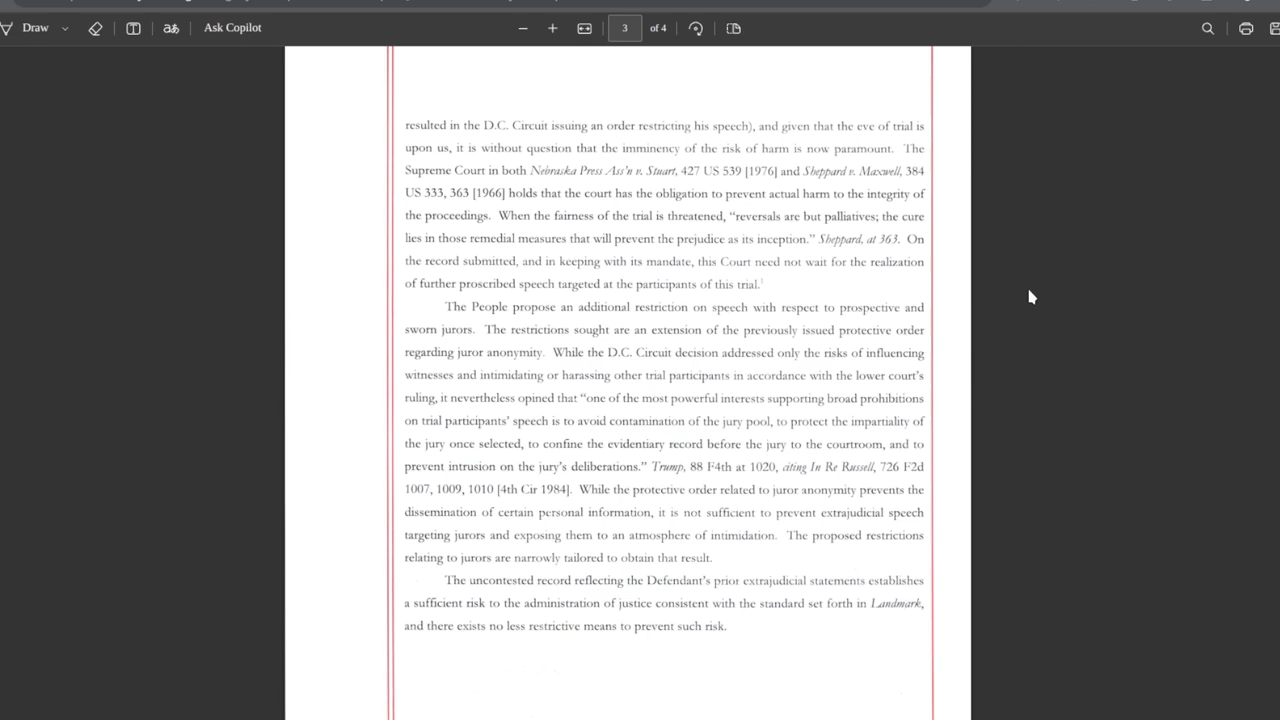 Draw
aあ
Ask Copilot
3
of 4
resulted in the D.C. Circuit issuing an order restricting his speech), and given that the eve of trial is
upon us, it is without question that the imminency of the risk of harm is now paramount. The
Supreme Court in both Nebraska Press Ass'n v. Stuart, 427 US 539 [1976] and Sheppard v. Maxwell, 384
US 333, 363 [1966] holds that the court has the obligation to prevent actual harm to the integrity of
the proceedings. When the fairness of the trial is threatened, “reversals are but palliatives; the cure
lies in those remedial measures that will prevent the prejudice as its inception.” Sheppard, at 363. On
the record submitted, and in keeping with its mandate, this Court need not wait for the realization
of further proscribed speech targeted at the participants of this trial.¹
The People propose an additional restriction on speech with respect to prospective and
sworn jurors. The restrictions sought are an extension of the previously issued protective order
regarding juror anonymity. While the D.C. Circuit decision addressed only the risks of influencing
witnesses and intimidating or harassing other trial participants in accordance with the lower court's
ruling, it nevertheless opined that “one of the most powerful interests supporting broad prohibitions
on trial participants' speech is to avoid contamination of the jury pool, to protect the impartiality of
the jury once selected, to confine the evidentiary record before the jury to the courtroom, and to
prevent intrusion on the jury's deliberations.” Trump, 88 F4th at 1020, citing In Re Russell, 726 F2d
1007, 1009, 1010 [4th Cir 1984]. While the protective order related to juror anonymity prevents the
dissemination of certain personal information, it is not sufficient to prevent extrajudicial speech
targeting jurors and exposing them to an atmosphere of intimidation. The proposed restrictions
relating to jurors are narrowly tailored to obtain that result.
The uncontested record reflecting the Defendant's prior extrajudicial statements establishes
a sufficient risk to the administration of justice consistent with the standard set forth in Landmark,
and there exists no less restrictive means to prevent such risk.